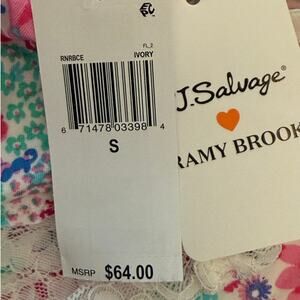 FL_2
RNRBCE IVORY
6 71478 03398 4
S
MSRP $64.00
J.Salvage®
RAMY BROOK